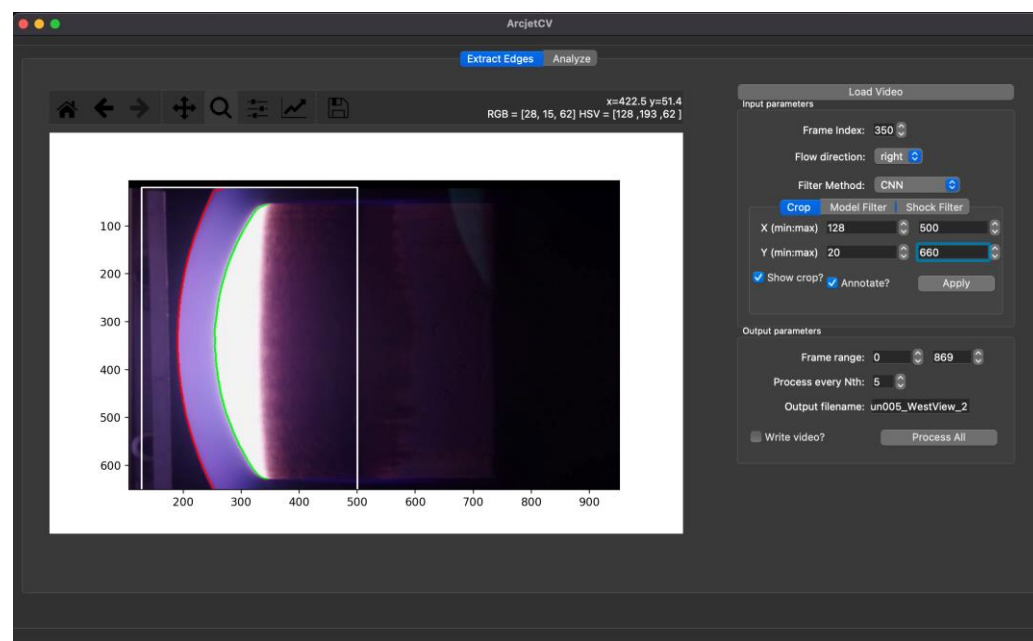 ArcjetCV
Extract Edges Analyze
x=422.5 y=51.4
RGB = [28, 15, 62] HSV = [128 ,193 ,62 ]
100
200
300
400
500
600
200 300 400 500 600 700 800 900
Load Video
Input parameters
Frame Index: 350
Flow direction: right
Filter Method: CNN
Crop Model Filter Shock Filter
X (min:max) 128 500
Y (min:max) 20 660
Show crop? Annotate? Apply
Output parameters
Frame range: 0 869
Process every Nth: 5
Output filename: un005_WestView_2
Write video? Process All